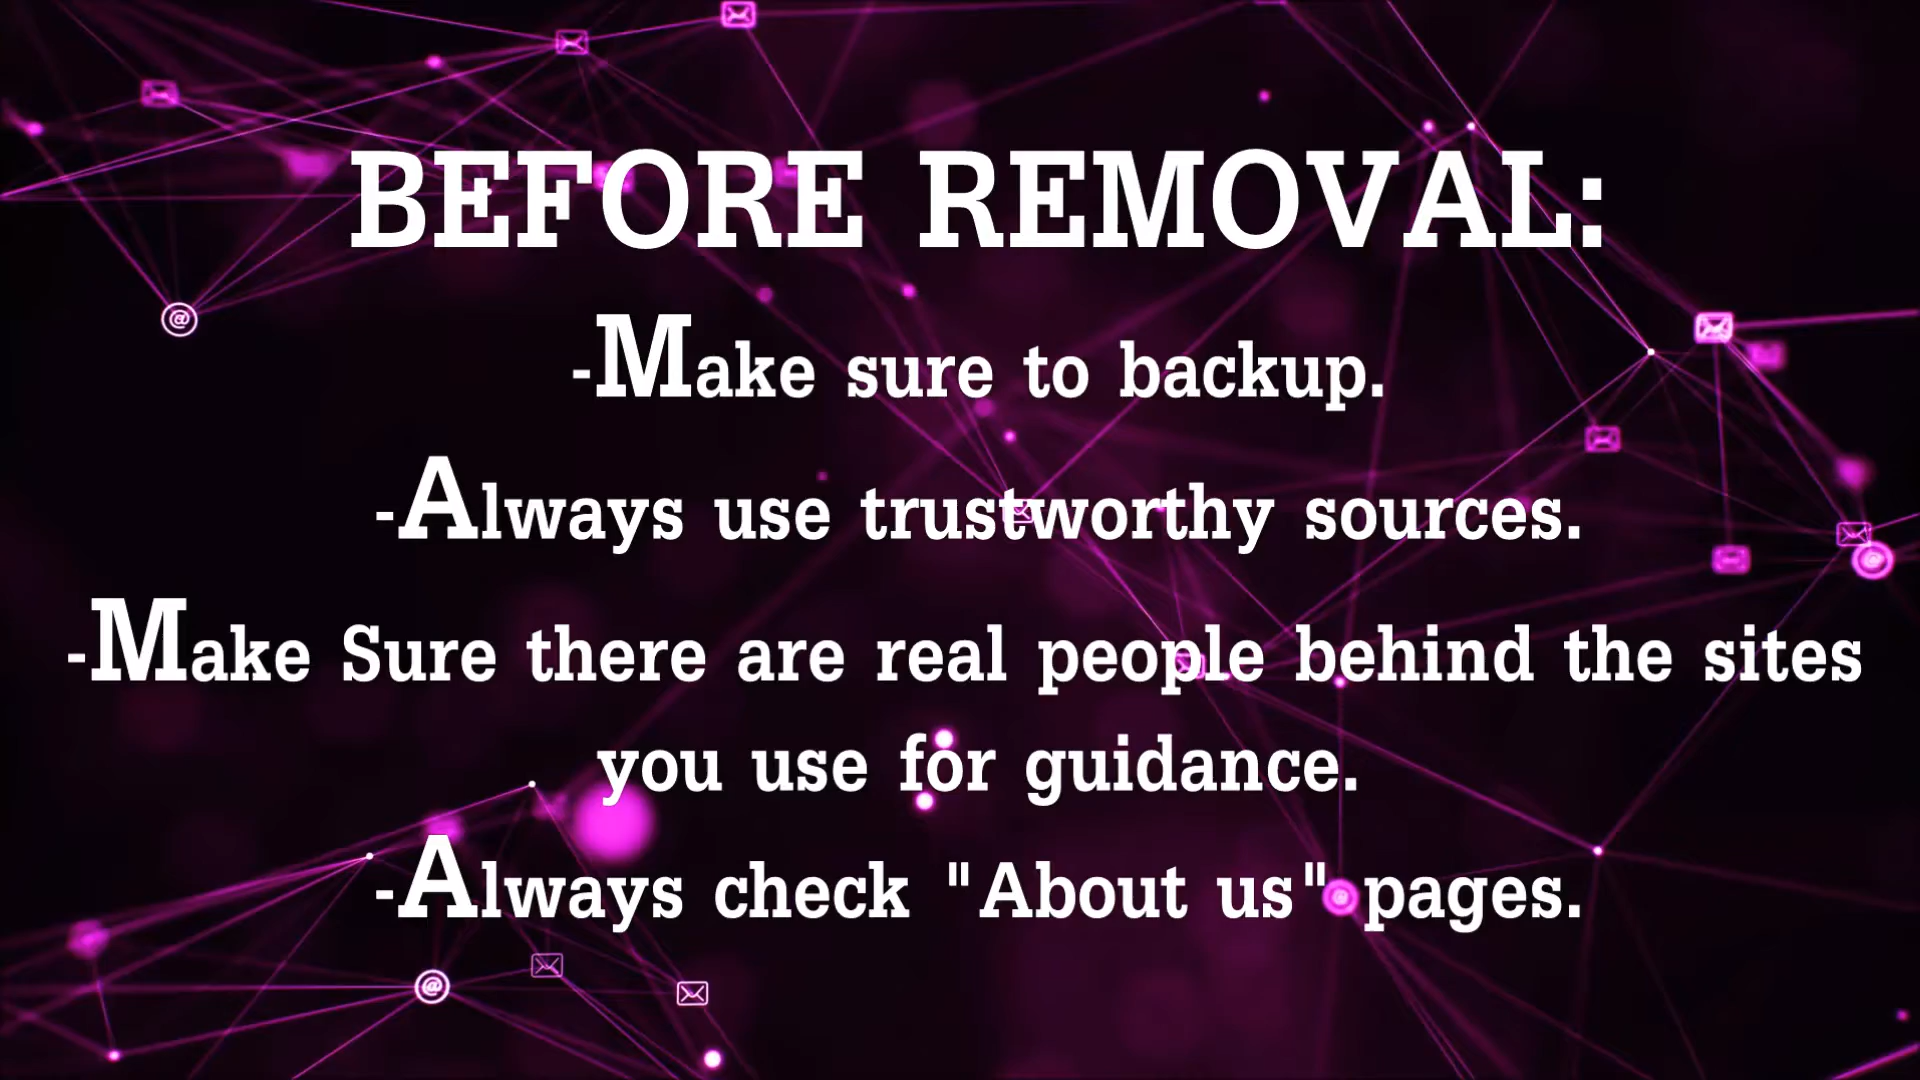 BEFORE REMOVAL:
-Make sure to backup.
-Always use trustworthy sources.
-Make Sure there are real people behind the sites
you use for guidance.
-Always check "About us" pages.